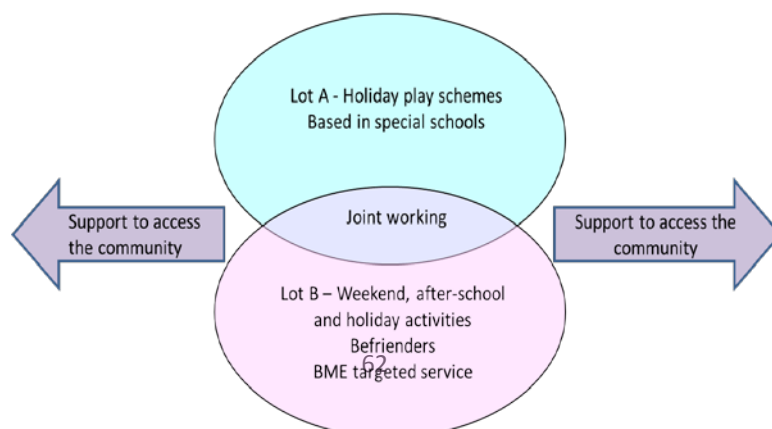 Lot A - Holiday play schemes
Based in special schools
Support to access
the community
Joint working
Support to access the
community
Lot B – Weekend, after-school
and holiday activities
Befrienders
62
BME targeted service